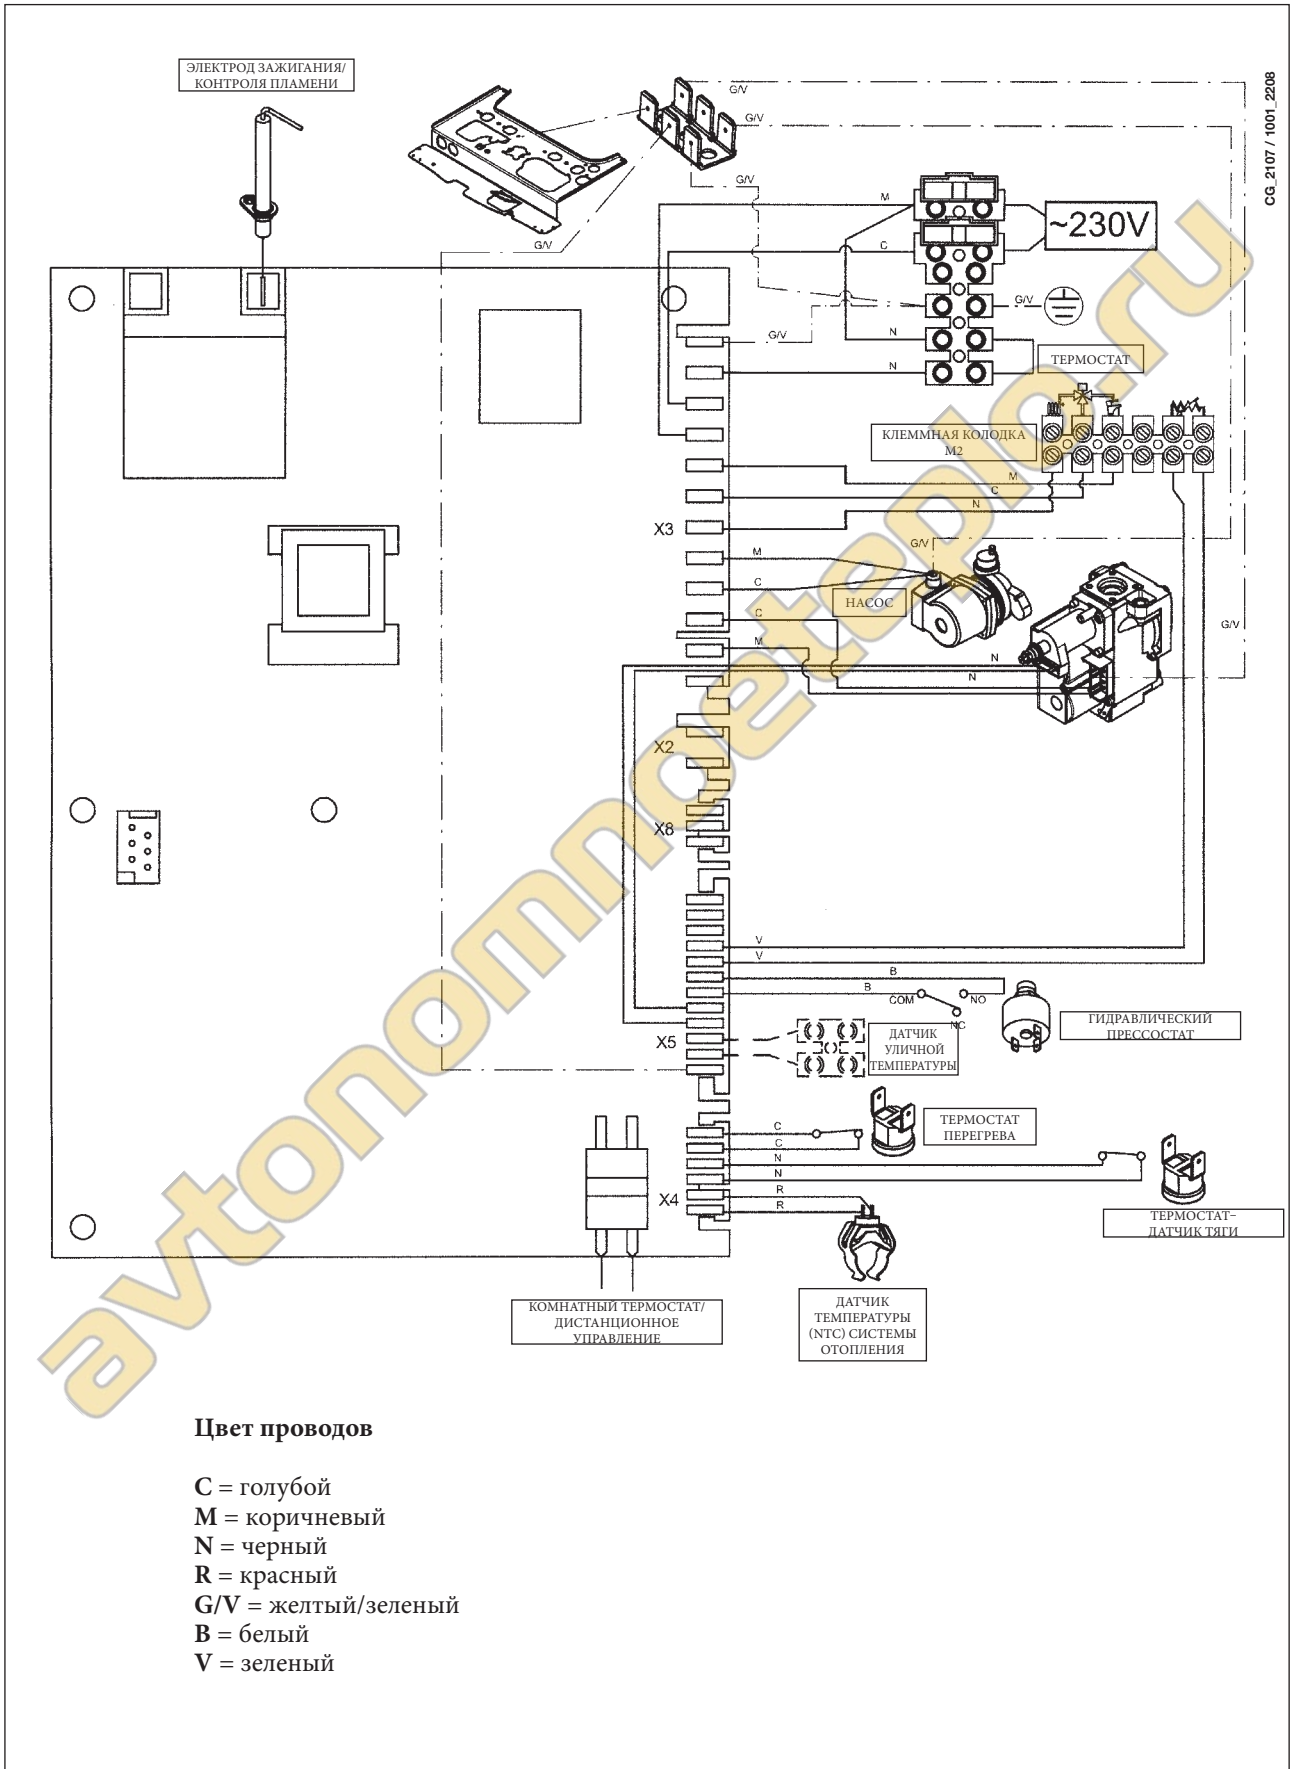 ЭЛЕКТРОД ЗАЖИГАНИЯ/
КОНТРОЛЯ ПЛАМЕНИ
G/V
G/V
G/V
G/V
CG_2107 / 1001_2208
M
~230V
C
G/V
G/V
N
N
ТЕРМОСТАТ
КЛЕММНАЯ КОЛОДКА
M2
M
C
N
X3
G/V
M
C
НАСОС
C
G/V
M
N
N
X2
X8
V
V
B
B
COM
NO
NC
ГИДРАВЛИЧЕСКИЙ
ПРЕССОСТАТ
X5
ДАТЧИК
УЛИЧНОЙ
ТЕМПЕРАТУРЫ
C
C
ТЕРМОСТАТ
ПЕРЕГРЕВА
N
N
X4
R
R
ТЕРМОСТАТ–
ДАТЧИК ТЯГИ
КОМНАТНЫЙ ТЕРМОСТАТ/
ДИСТАНЦИОННОЕ
УПРАВЛЕНИЕ
ДАТЧИК
ТЕМПЕРАТУРЫ
(NTC) СИСТЕМЫ
ОТОПЛЕНИЯ
avtonomnoeteplo.ru
Цвет проводов
C = голубой
M = коричневый
N = черный
R = красный
G/V = желтый/зеленый
B = белый
V = зеленый